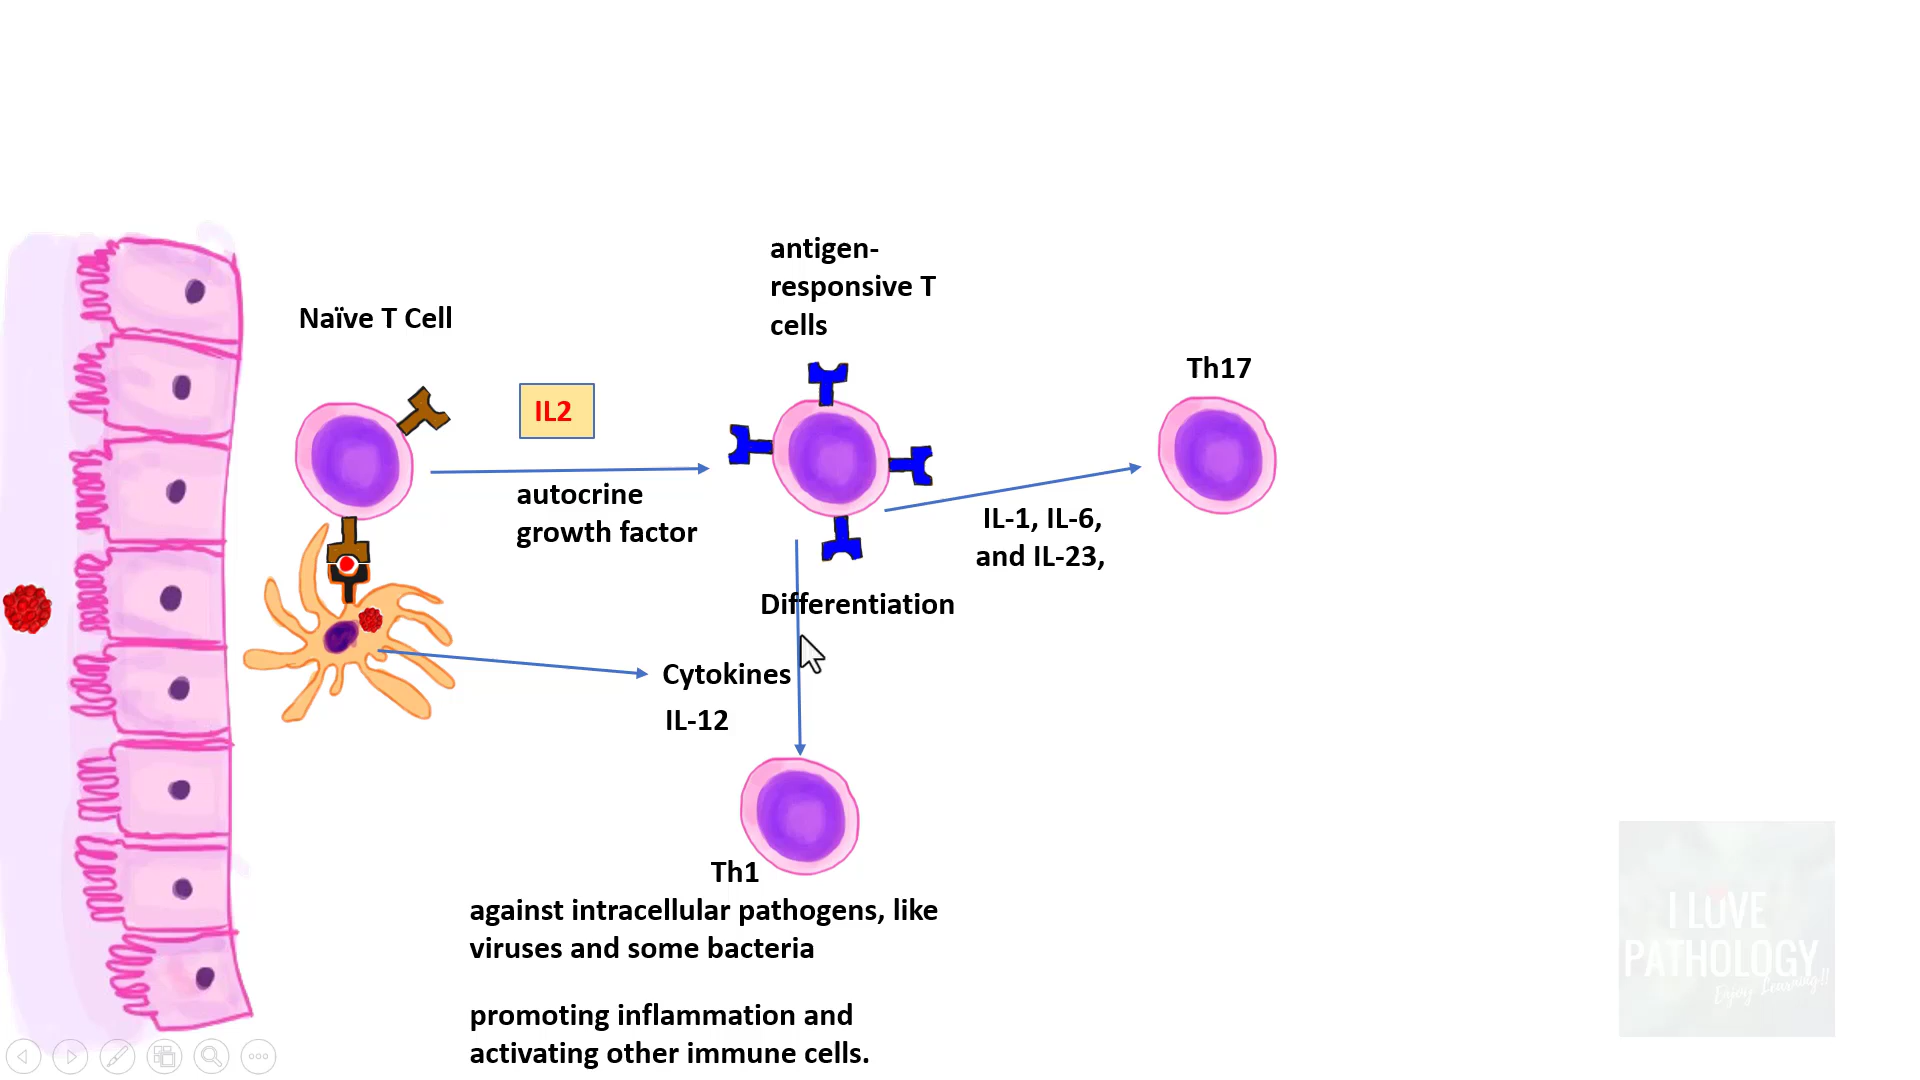 antigen-
responsive T
cells
Naïve T Cell
Th17
IL2
autocrine
growth factor
IL-1, IL-6,
and IL-23,
Differentiation
Cytokines
IL-12
Th1
against intracellular pathogens, like
viruses and some bacteria
promoting inflammation and
activating other immune cells.
I LOVE
PATHOLOGY
Enjoy Learning!!